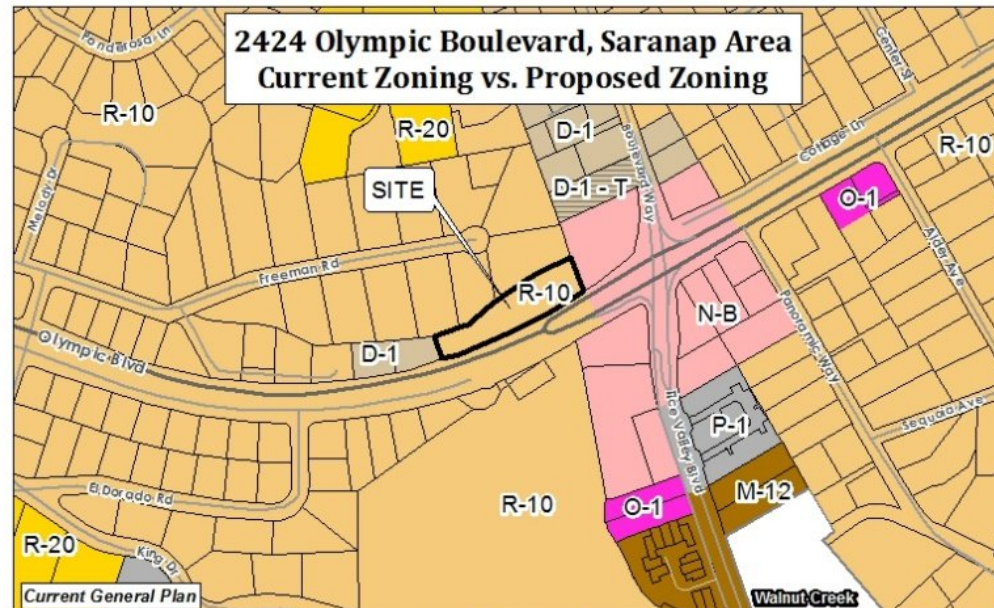 2424 Olympic Boulevard, Saranap Area
Current Zoning vs. Proposed Zoning
Ponderosa Ln
Center St
R-10
R-20
D-1
Boulevard Way
Cottage Ln
R-10
SITE
D-1 - T
O-1
Melody Dr
Alder Ave
Freeman Rd
R-10
N-B
Panoramic Way
Olympic Blvd
D-1
Tice Valley Blvd
P-1
Sequoia Ave
El Dorado Rd
R-10
O-1
M-12
R-20
King Dr
Current General Plan
Walnut Creek